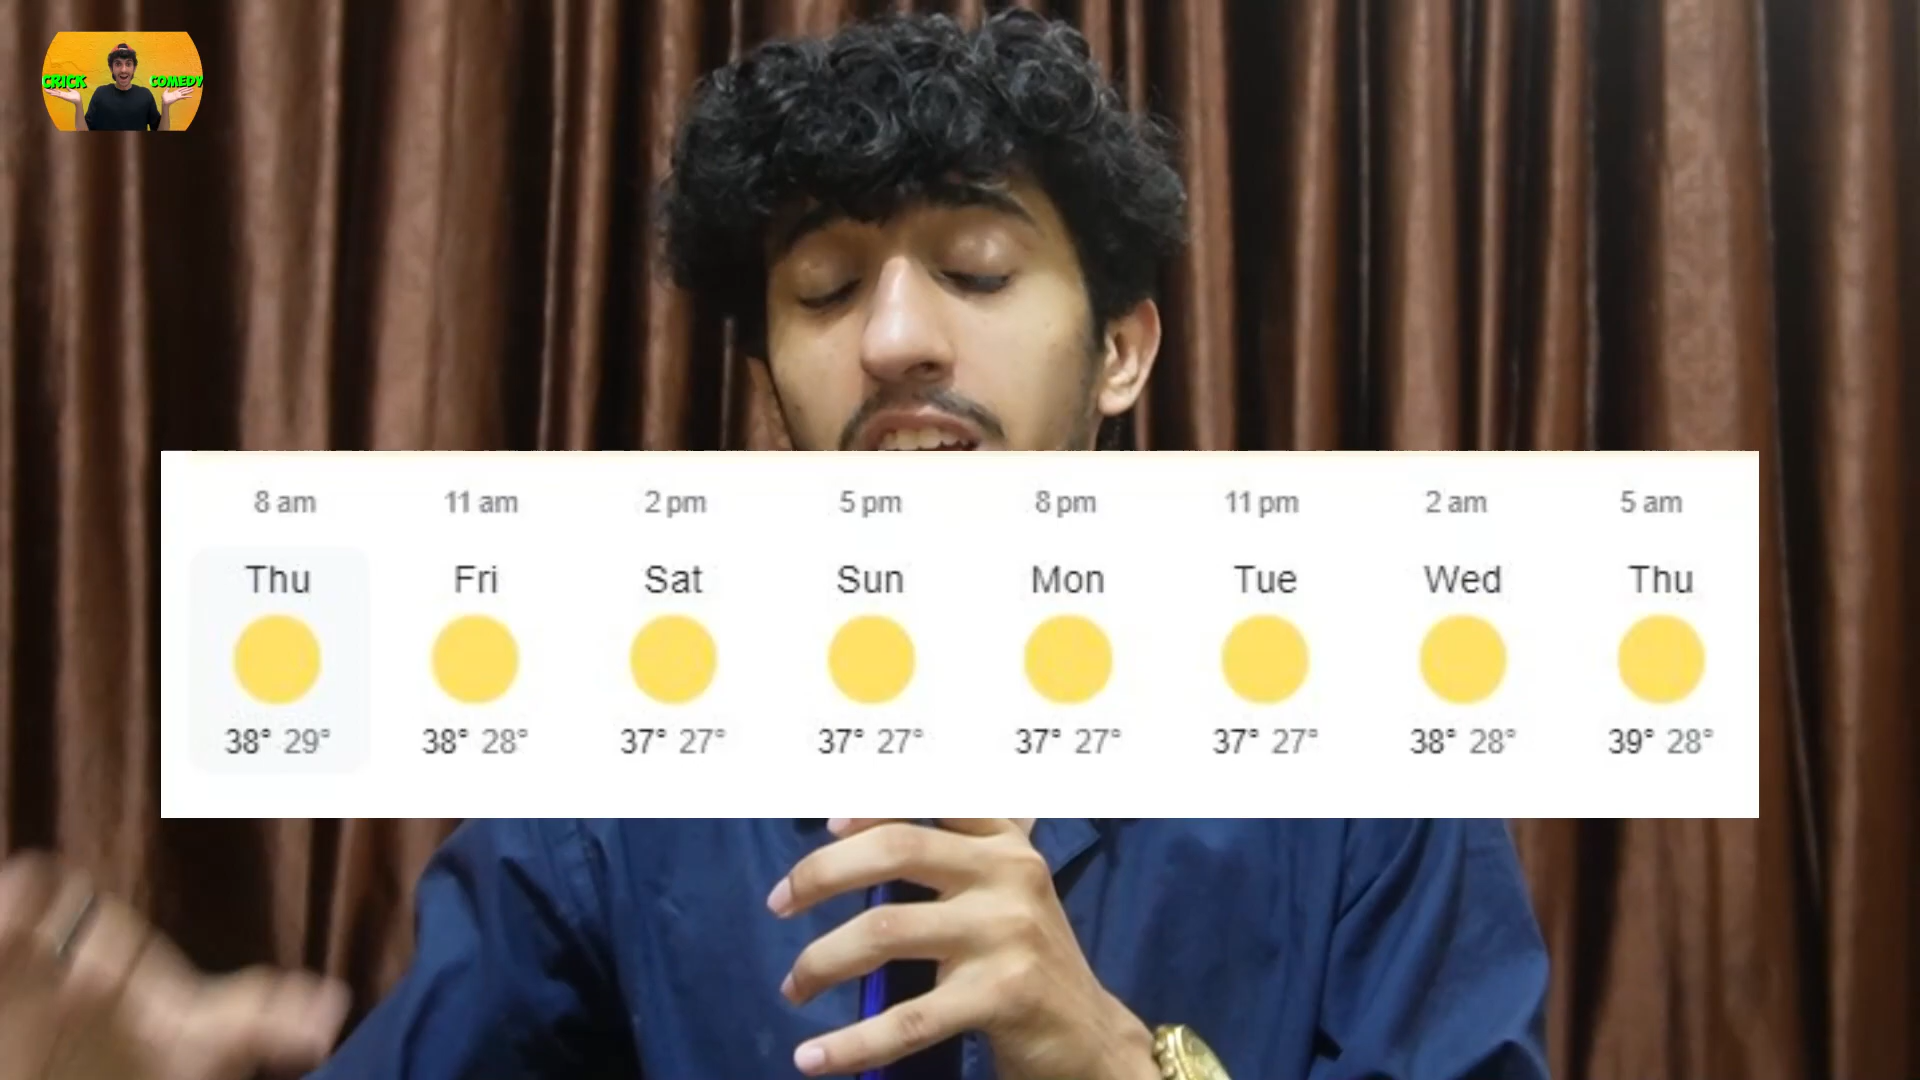 CRICK COMEDY
8 am 11 am 2 pm 5 pm 8 pm 11 pm 2 am 5 am
Thu Fri Sat Sun Mon Tue Wed Thu
38° 29° 38° 28° 37° 27° 37° 27° 37° 27° 37° 27° 38° 28° 39° 28°